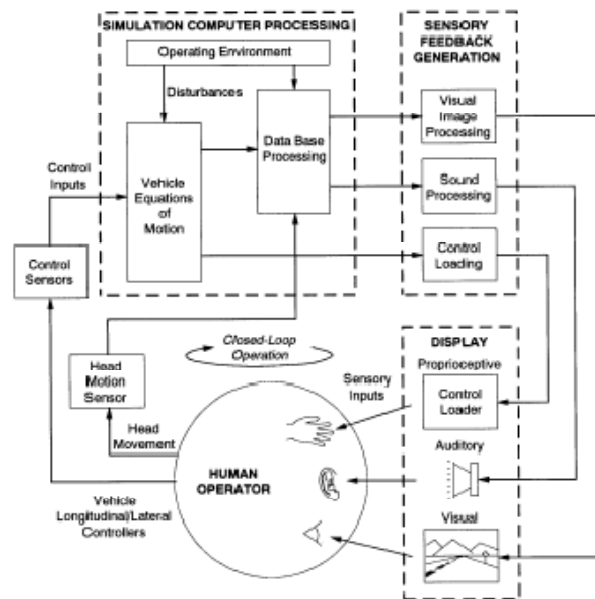 SIMULATION COMPUTER PROCESSING
Operating Environment
Disturbances
Data Base
Processing
Vehicle
Equations
of
Motion
Controll
Inputs
Control
Sensors
Head
Motion
Sensor
Head
Movement
Vehicle
Longitudinal/Lateral
Controllers
Closed-Loop
Operation
HUMAN
OPERATOR
Sensory
Inputs
SENSORY
FEEDBACK
GENERATION
Visual
Image
Processing
Sound
Processing
Control
Loading
DISPLAY
Proprioceptive
Control
Loader
Auditory
Visual